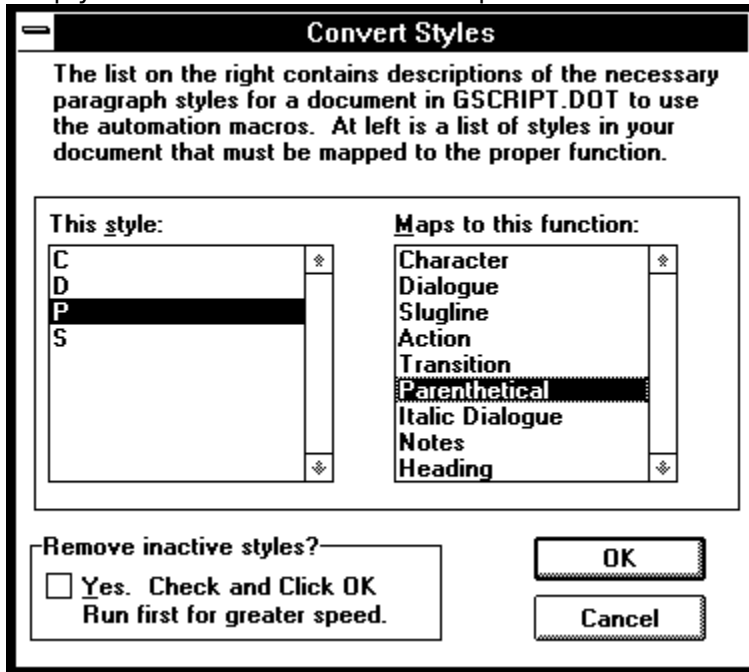 Convert Styles
The list on the right contains descriptions of the necessary
paragraph styles for a document in GSCRIPT.DOT to use
the automation macros. At left is a list of styles in your
document that must be mapped to the proper function.
This style:
C
D
P
S
Maps to this function:
Character
Dialogue
Slugline
Action
Transition
Parenthetical
Italic Dialogue
Notes
Heading
Remove inactive styles?
Yes. Check and Click OK
Run first for greater speed.
OK
Cancel